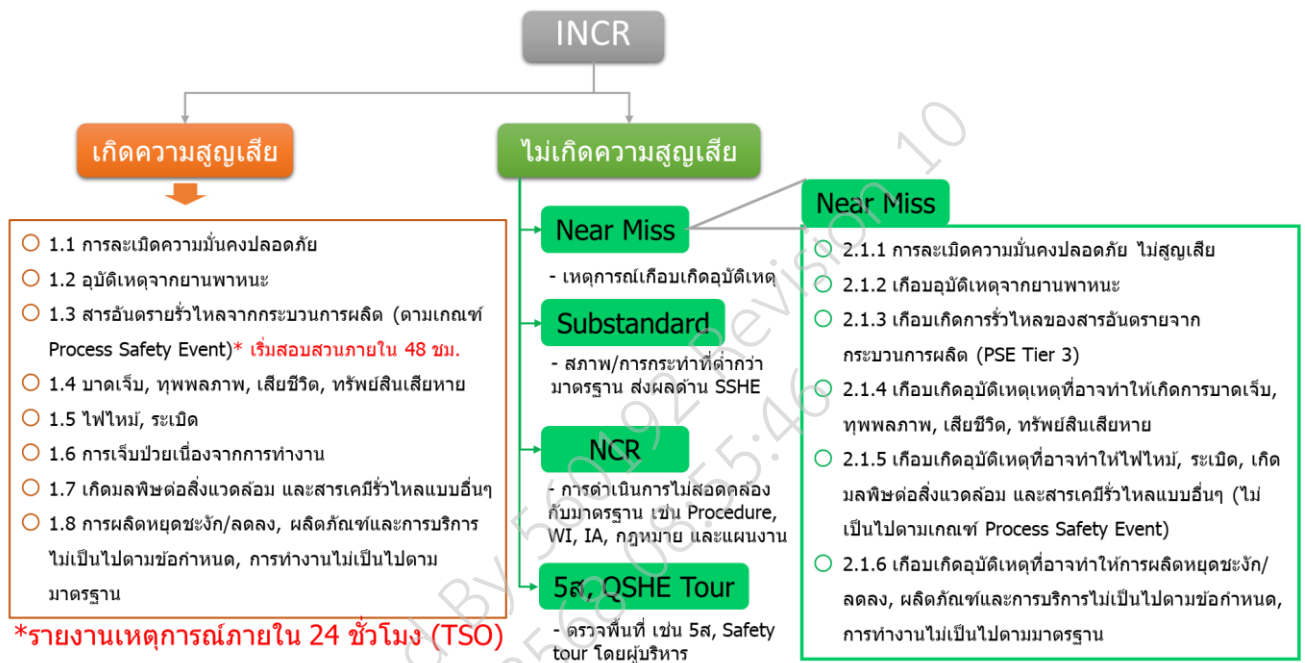 INCR
เกิดความสูญเสีย
ไม่เกิดความสูญเสีย
1.1 การละเมิดความมั่นคงปลอดภัย
1.2 อุบัติเหตุจากยานพาหนะ
1.3 สารอันตรายรั่วไหลจากกระบวนการผลิต (ตามเกณฑ์
Process Safety Event)* เริ่มสอบสวนภายใน 48 ชม.
1.4 บาดเจ็บ, ทุพพลภาพ, เสียชีวิต, ทรัพย์สินเสียหาย
1.5 ไฟไหม้, ระเบิด
1.6 การเจ็บป่วยเนื่องจากการทำงาน
1.7 เกิดมลพิษต่อสิ่งแวดล้อม และสารเคมีรั่วไหลแบบอื่นๆ
1.8 การผลิตหยุดชะงัก/ลดลง, ผลิตภัณฑ์และการบริการ
ไม่เป็นไปตามข้อกำหนด, การทำงานไม่เป็นไปตาม
มาตรฐาน
*รายงานเหตุการณ์ภายใน 24 ชั่วโมง (TSO)
Near Miss
- เหตุการณ์เกือบเกิดอุบัติเหตุ
Substandard
- สภาพ/การกระทำที่ต่ำกว่า
มาตรฐาน ส่งผลด้าน SSHE
NCR
- การดำเนินการไม่สอดคล้อง
กับมาตรฐาน เช่น Procedure,
WI, IA, กฎหมาย และแผนงาน
5ส, QSHE Tour
- ตรวจพื้นที่ เช่น 5ส, Safety
tour โดยผู้บริหาร
Near Miss
2.1.1 การละเมิดความมั่นคงปลอดภัย ไม่สูญเสีย
2.1.2 เกือบอุบัติเหตุจากยานพาหนะ
2.1.3 เกือบเกิดการรั่วไหลของสารอันตรายจาก
กระบวนการผลิต (PSE Tier 3)
2.1.4 เกือบเกิดอุบัติเหตุเหตุที่อาจทำให้เกิดการบาดเจ็บ,
ทุพพลภาพ, เสียชีวิต, ทรัพย์สินเสียหาย
2.1.5 เกือบเกิดอุบัติเหตุที่อาจทำให้ไฟไหม้, ระเบิด, เกิด
มลพิษต่อสิ่งแวดล้อม และสารเคมีรั่วไหลแบบอื่นๆ (ไม่
เป็นไปตามเกณฑ์ Process Safety Event)
2.1.6 เกือบเกิดอุบัติเหตุที่อาจทำให้การผลิตหยุดชะงัก/
ลดลง, ผลิตภัณฑ์และการบริการไม่เป็นไปตามข้อกำหนด,
การทำงานไม่เป็นไปตามมาตรฐาน
By 560192 Revision 10
2568 08:55:46